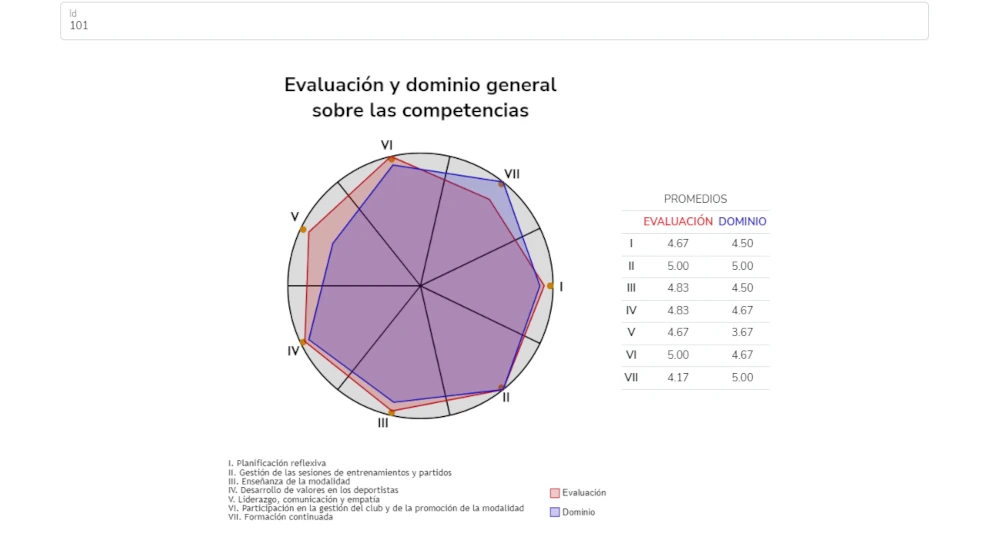 Id
101
Evaluación y dominio general
sobre las competencias
VI
VII
V
I
IV
II
III
PROMEDIOS
EVALUACIÓN DOMINIO
I 4.67 4.50
II 5.00 5.00
III 4.83 4.50
IV 4.83 4.67
V 4.67 3.67
VI 5.00 4.67
VII 4.17 5.00
I. Planificación reflexiva
II. Gestión de las sesiones de entrenamientos y partidos
III. Enseñanza de la modalidad
IV. Desarrollo de valores en los deportistas
V. Liderazgo, comunicación y empatía
VI. Participación en la gestión del club y de la promoción de la modalidad
VII. Formación continuada
Evaluación
Dominio